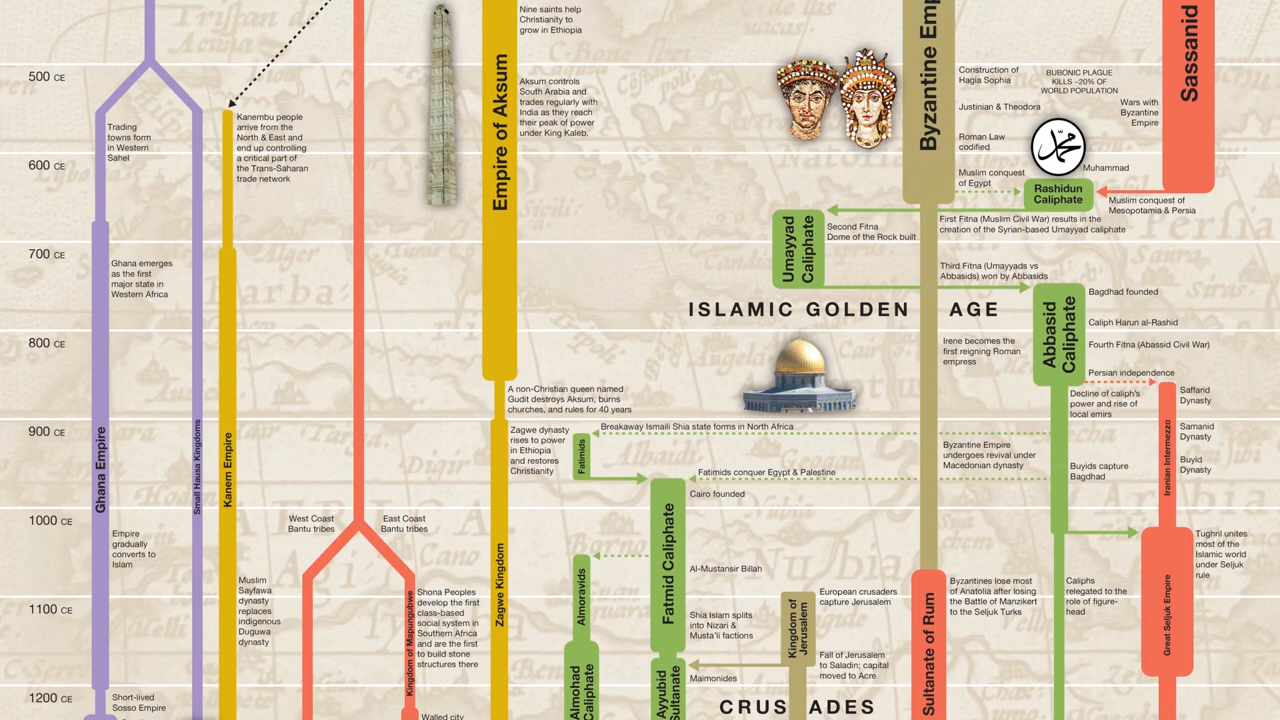 500 CE
600 CE
700 CE
800 CE
900 CE
1000 CE
1100 CE
1200 CE
Trading
towns form
in Western
Sahel
Ghana emerges
as the first
major state in
Western Africa
Ghana Empire
Empire
gradually
converts to
Islam
Short-lived
Sosso Empire
Small Hausa Kingdoms
Kanembu people
arrive from the
North & East and
end up controlling
a critical part of
the Trans-Saharan
trade network
Kanem Empire
Muslim
Sayfawa
dynasty
replaces
indigenous
Duguwa
dynasty
West Coast
Bantu tribes
East Coast
Bantu tribes
Kingdom of Mapungubwe
Shona Peoples
develop the first
class-based
social system in
Southern Africa
and are the first
to build stone
structures there
Walled city
Nine saints help
Christianity to
grow in Ethiopia
Empire of Aksum
Aksum controls
South Arabia and
trades regularly with
India as they reach
their peak of power
under King Kaleb.
A non-Christian queen named
Gudit destroys Aksum, burns
churches, and rules for 40 years
Zagwe dynasty
rises to power
in Ethiopia
and restores
Christianity
Zagwe Kingdom
Fatimids
Breakaway Ismaili Shia state forms in North Africa
Fatimids conquer Egypt & Palestine
Cairo founded
Fatmid Caliphate
Al-Mustansir Billah
Shia Islam splits
into Nizari &
Musta'li factions
Almoravids
Almohad
Caliphate
Ayyubid
Sultanate
Maimonides
Kingdom of
Jerusalem
European crusaders
capture Jerusalem
Fall of Jerusalem
to Saladin; capital
moved to Acre
CRUSADES
Byzantine Emp
Construction of
Hagia Sophia
Justinian & Theodora
Roman Law
codified
Muslim conquest
of Egypt
BUBONIC PLAGUE
KILLS ~20% OF
WORLD POPULATION
Wars with
Byzantine
Empire
Sassanid
محمد
Muhammad
Rashidun
Caliphate
Muslim conquest of
Mesopotamia & Persia
First Fitna (Muslim Civil War) results in the
creation of the Syrian-based Umayyad caliphate
Umayyad
Caliphate
Second Fitna
Dome of the Rock built
Third Fitna (Umayyads vs
Abbasids) won by Abbasids
ISLAMIC GOLDEN AGE
Abbasid
Caliphate
Bagdhad founded
Caliph Harun al-Rashid
Fourth Fitna (Abassid Civil War)
Irene becomes the
first reigning Roman
empress
Persian independence
Decline of caliph's
power and rise of
local emirs
Saffarid
Dynasty
Samanid
Dynasty
Buyid
Dynasty
Iranian Intermezzo
Byzantine Empire
undergoes revival under
Macedonian dynasty
Buyids capture
Bagdhad
Tughril unites
most of the
Islamic world
under Seljuk
rule
Great Seljuk Empire
Caliphs
relegated to the
role of figure-
head
Sultanate of Rum
Byzantines lose most
of Anatolia after losing
the Battle of Manzikert
to the Seljuk Turks